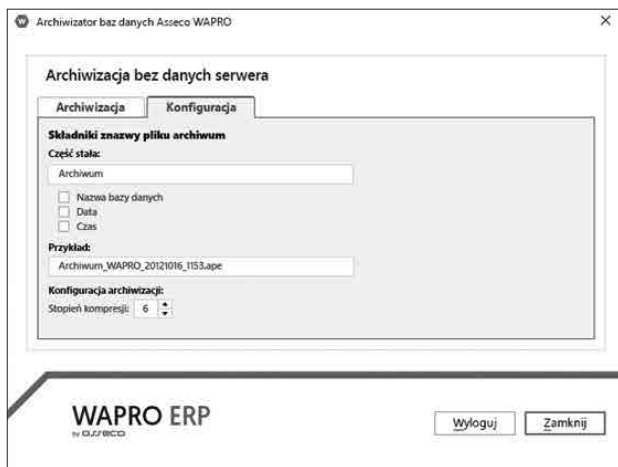 Archiwizator baz danych Asseco WAPRO
Archiwizacja bez danych serwera
Archiwizacja
Konfiguracja
Składniki znazwy pliku archiwum
Część stała:
Archiwum
Nazwa bazy danych
Data
Czas
Przykład:
Archiwum_WAPRO_20121016_1153.ape
Konfiguracja archiwizacji:
Stopień kompresji: 6
WAPRO ERP
by asseco
Wyloguj
Zamknij